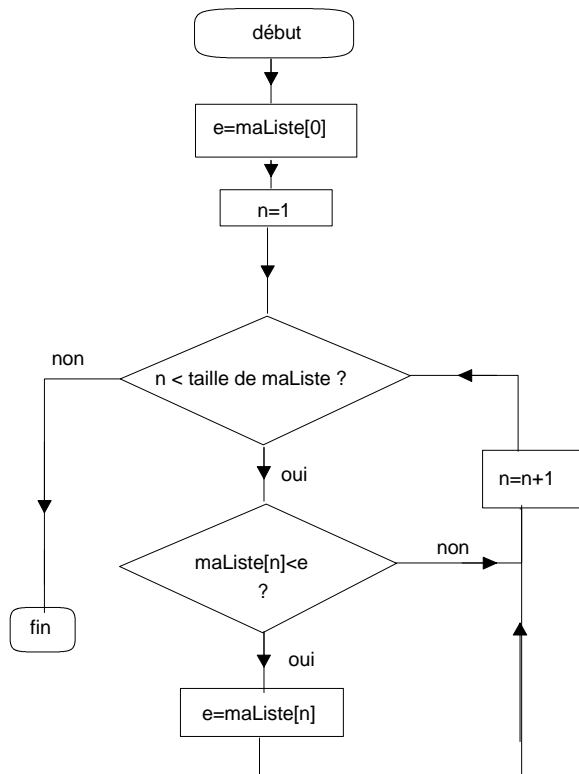 début
e=maListe[0]
n=1
non
n < taille de maListe ?
oui
n=n+1
maListe[n]<e
?
non
fin
oui
e=maListe[n]